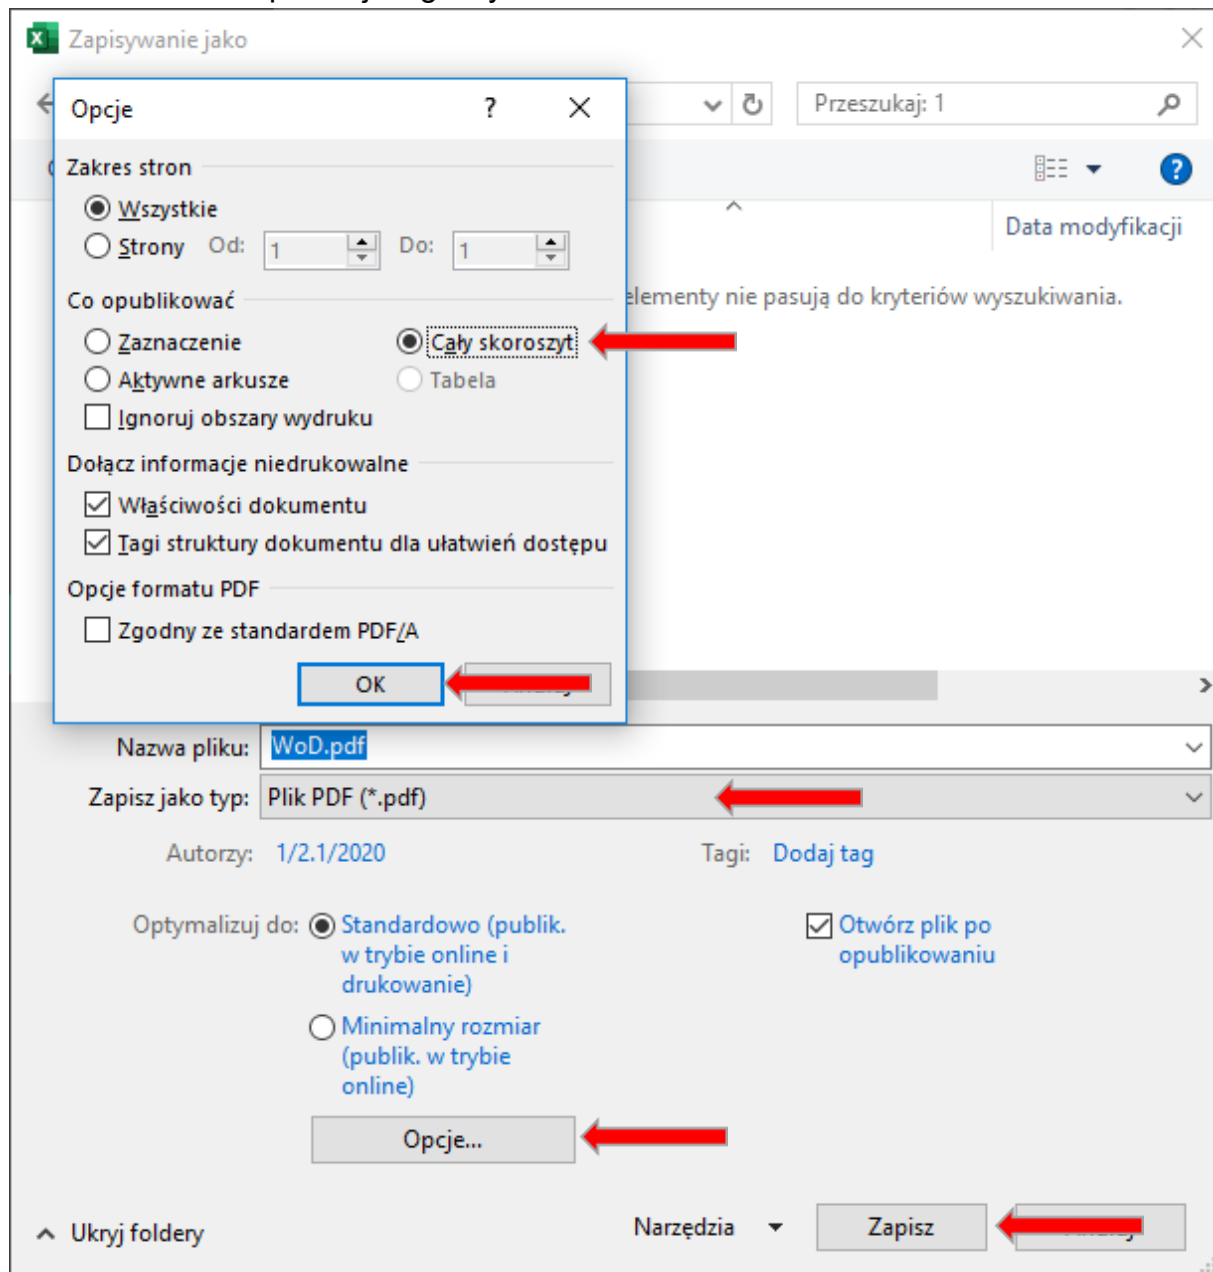 Zapisywanie jako
Opcje
Przeszukaj: 1
Zakres stron
Wszystkie
Strony Od: 1 Do: 1
Data modyfikacji
Co opublikować
elementy nie pasują do kryteriów wyszukiwania.
Zaznaczenie
Cały skoroszyt
Aktywne arkusze
Tabela
Ignoruj obszary wydruku
Dołącz informacje niedrukowalne
Właściwości dokumentu
Tagi struktury dokumentu dla ułatwień dostępu
Opcje formatu PDF
Zgodny ze standardem PDF/A
OK
Nazwa pliku: WoD.pdf
Zapisz jako typ: Plik PDF (*.pdf)
Autorzy: 1/2.1/2020
Tagi: Dodaj tag
Optymalizuj do:
Standardowo (publik.
w trybie online i
drukowanie)
Otwórz plik po
opublikowaniu
Minimalny rozmiar
(publik. w trybie
online)
Opcje...
Ukryj foldery
Narzędzia
Zapisz